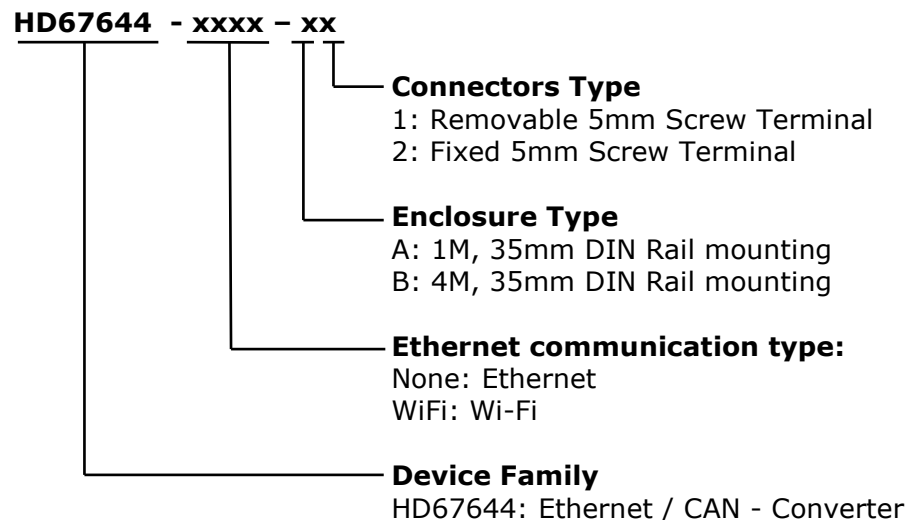 HD67644 - xxxx – xx
Connectors Type
1: Removable 5mm Screw Terminal
2: Fixed 5mm Screw Terminal
Enclosure Type
A: 1M, 35mm DIN Rail mounting
B: 4M, 35mm DIN Rail mounting
Ethernet communication type:
None: Ethernet
WiFi: Wi-Fi
Device Family
HD67644: Ethernet / CAN - Converter